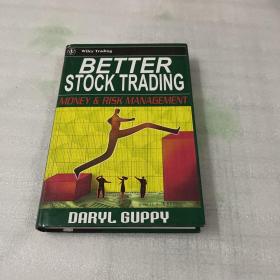 Wiley Trading
BETTER
STOCK TRADING
MONEY & RISK MANAGEMENT
DARYL GUPPY